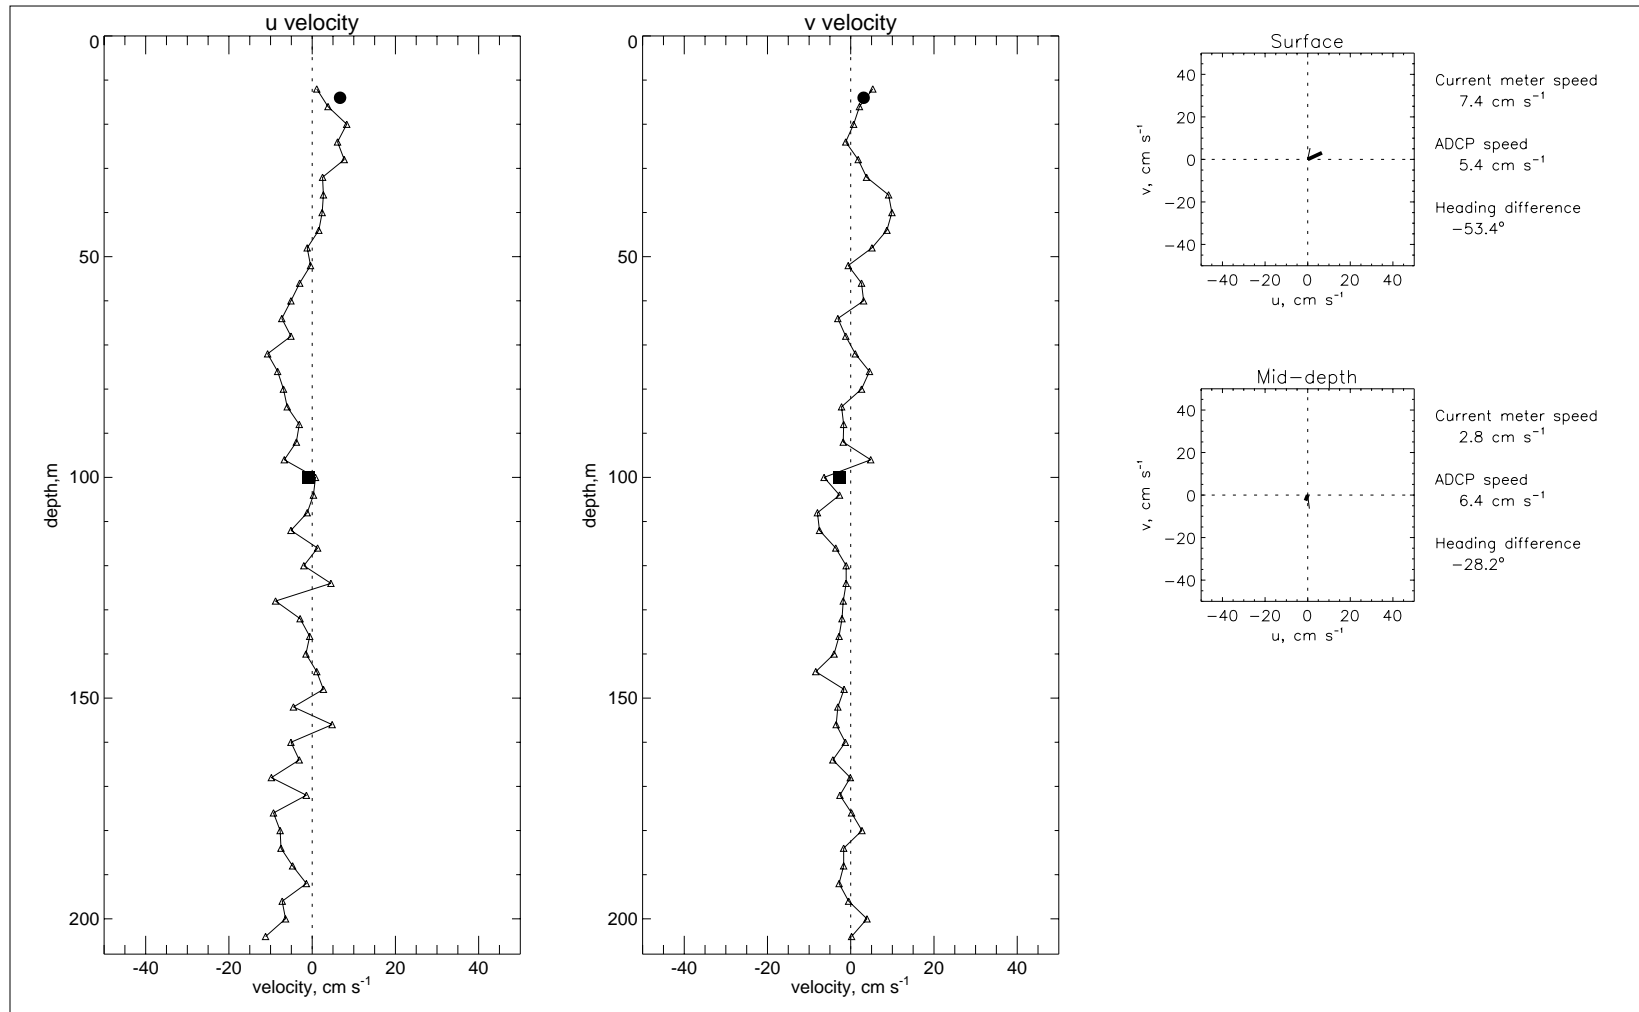 u velocity
0
50
100
150
200
depth,m
-40 -20 0 20 40
velocity, cm s⁻¹
v velocity
0
50
100
150
200
depth,m
-40 -20 0 20 40
velocity, cm s⁻¹
Surface
40
20
0
−20
−40
v, cm s⁻¹
−40 −20 0 20 40
u, cm s⁻¹
Current meter speed
7.4 cm s⁻¹
ADCP speed
5.4 cm s⁻¹
Heading difference
−53.4°
Mid−depth
40
20
0
−20
−40
v, cm s⁻¹
−40 −20 0 20 40
u, cm s⁻¹
Current meter speed
2.8 cm s⁻¹
ADCP speed
6.4 cm s⁻¹
Heading difference
−28.2°